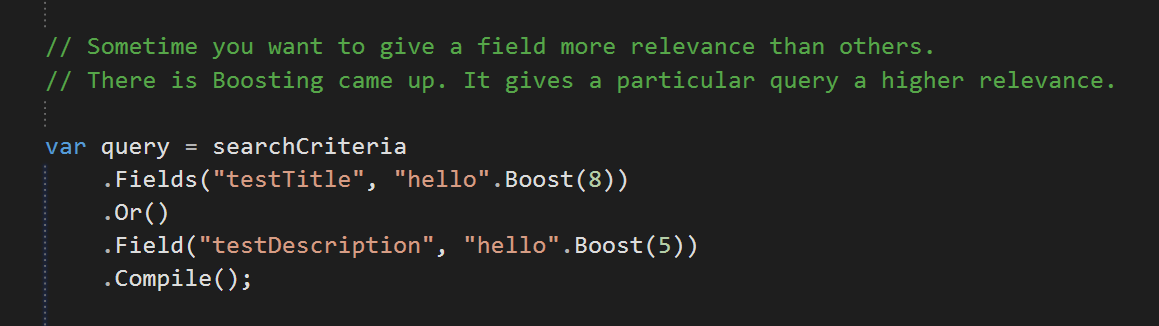 // Sometime you want to give a field more relevance than others.
// There is Boosting came up. It gives a particular query a higher relevance.
var query = searchCriteria
.Fields("testTitle", "hello".Boost(8))
.Or()
.Field("testDescription", "hello".Boost(5))
.Compile();